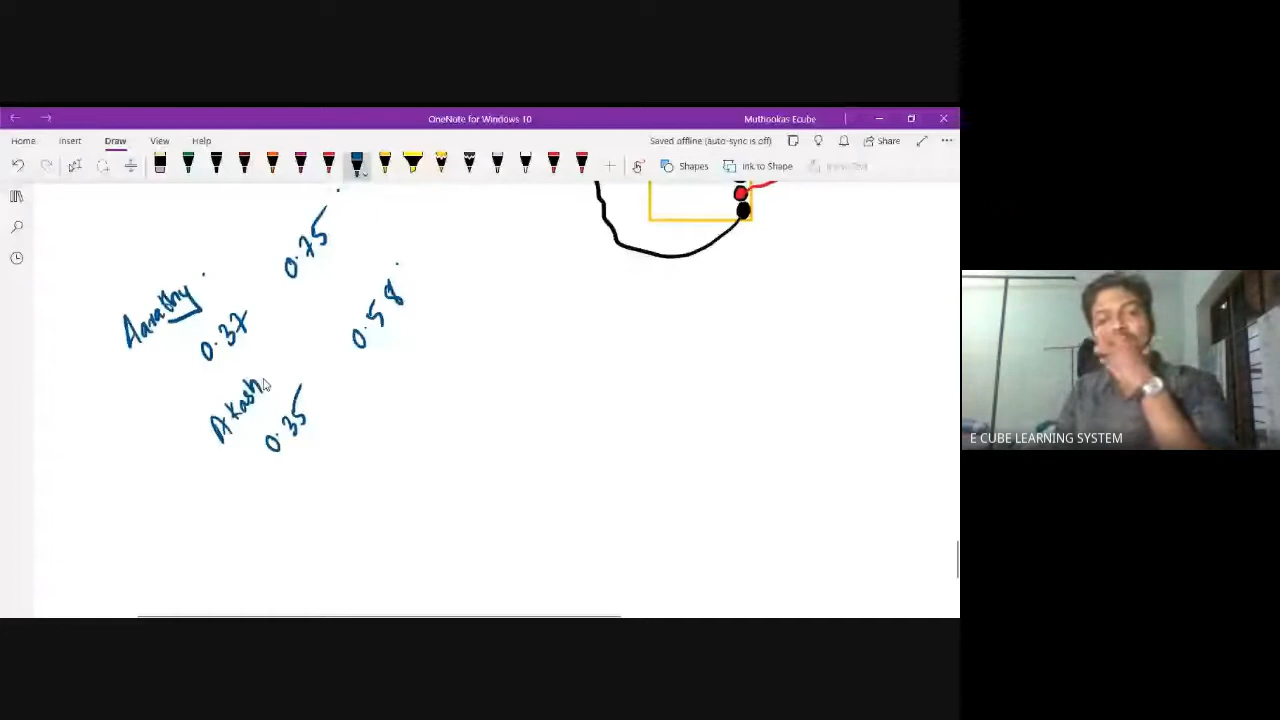 OneNote for Windows 10
Muthookas Ecube
Home Insert Draw View Help
Saved offline (auto-sync is off)
Share
Shapes
Ink to Shape
0.75
Aarathy
0.37
0.58
Akash
0.35
E CUBE LEARNING SYSTEM